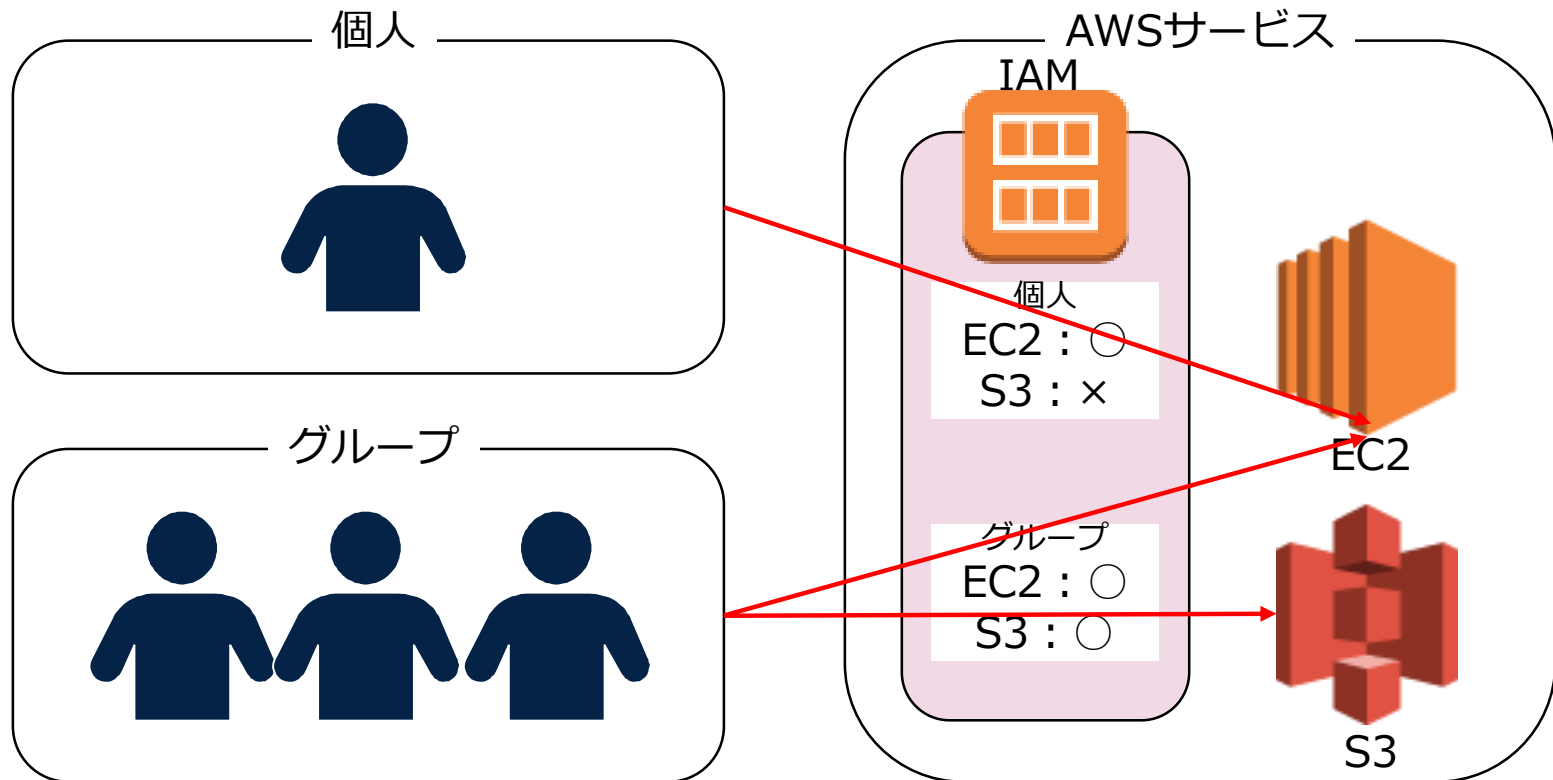 個人
グループ
AWSサービス
IAM
個人
EC2：○
S3：×
グループ
EC2：○
S3：○
EC2
S3